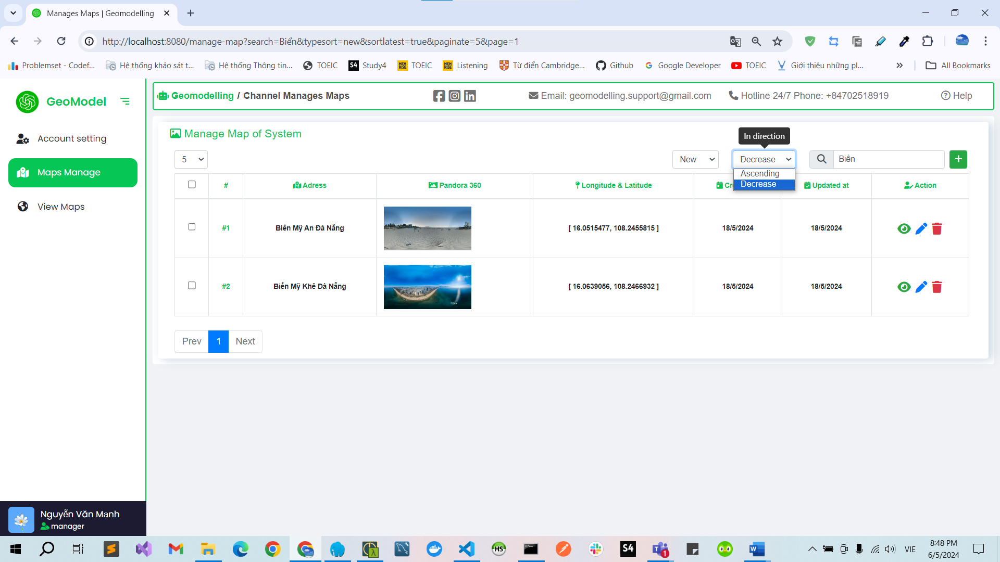 Manages Maps | Geomodelling
http://localhost:8080/manage-map?search=Biển&typesort=new&sortlatest=true&paginate=5&page=1
Problemset - Codef...
Hệ thống khảo sát t...
Hệ thống Thông tin...
TOEIC
S4 Study4
MEM RISE TOEIC
MEM RISE Listening
Từ điển Cambridge...
Github
Google Developer
TOEIC
Giới thiệu những pl...
All Bookmarks
GeoModel
Geomodelling / Channel Manages Maps
Email: geomodelling.support@gmail.com
Hotline 24/7 Phone: +84702518919
Help
Account setting
Maps Manage
View Maps
Manage Map of System
In direction
5
New
Decrease
Biển
Ascending
Decrease
# Adress Pandora 360 Longitude & Latitude Cr Updated at Action
#1 Biển Mỹ An Đà Nẵng [ 16.0515477, 108.2455815 ] 18/5/2024 18/5/2024
#2 Biển Mỹ Khê Đà Nẵng [ 16.0639056, 108.2466932 ] 18/5/2024 18/5/2024
Prev 1 Next
Nguyễn Văn Mạnh
manager
HS
S4
T 1
W
VIE
8:48 PM
6/5/2024